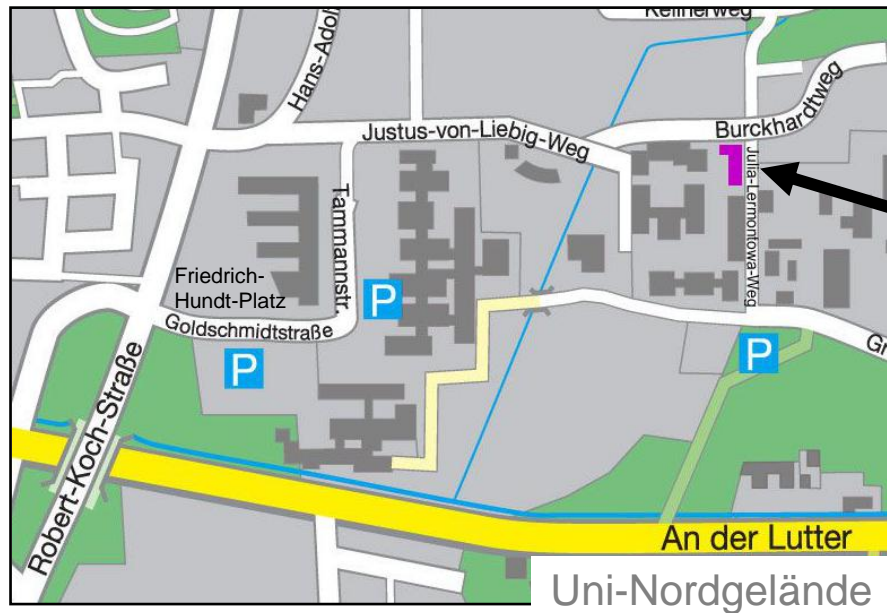 Kellnerweg
Hans-Adol
Burckhardtweg
Justus-von-Liebig-Weg
Julia-Lermontowa-Weg
Tammannstr.
Friedrich-
Hundt-Platz
P
Goldschmidtstraße
P
P
Gr
Robert-Koch-Straße
An der Lutter
Uni-Nordgelände